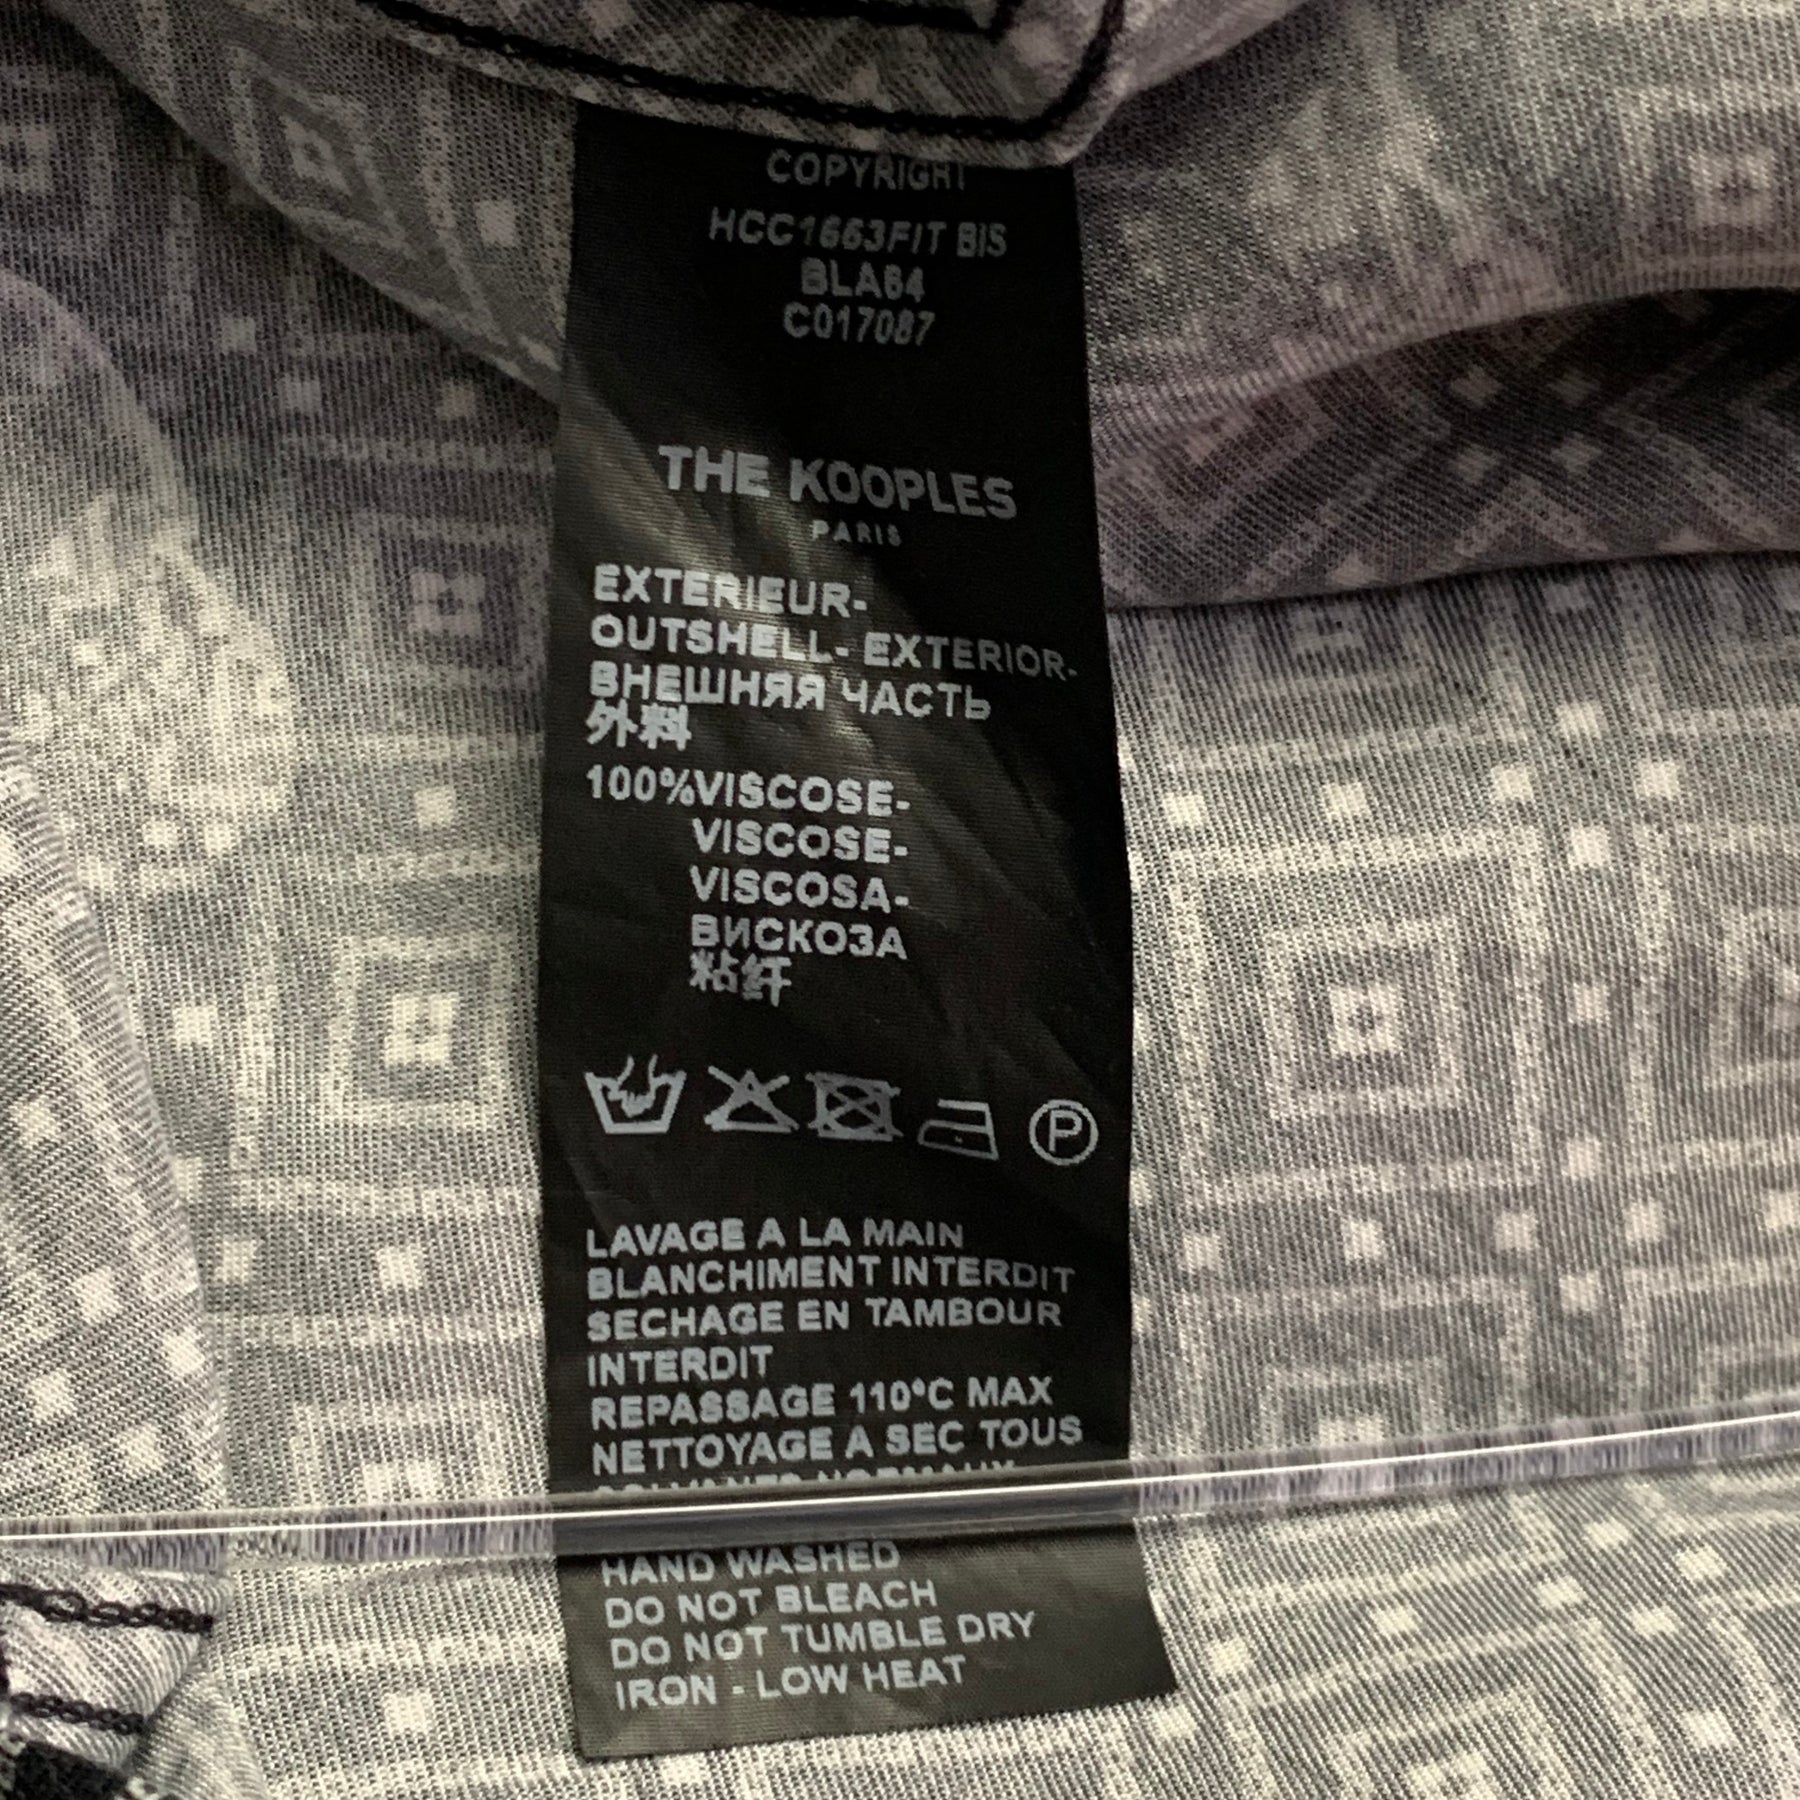 COPYRIGHT
HCC1663FIT BIS
BLA64
C017087
THE KOOPLES
PARIS
EXTERIEUR-
OUTSHELL- EXTERIOR-
ВНЕШНЯЯ ЧАСТЬ
外料
100%VISCOSE-
VISCOSE-
VISCOSA-
ВИСКОЗА
粘纤
P
LAVAGE A LA MAIN
BLANCHIMENT INTERDIT
SECHAGE EN TAMBOUR
INTERDIT
REPASSAGE 110°C MAX
NETTOYAGE A SEC TOUS
HAND WASHED
DO NOT BLEACH
DO NOT TUMBLE DRY
IRON - LOW HEAT